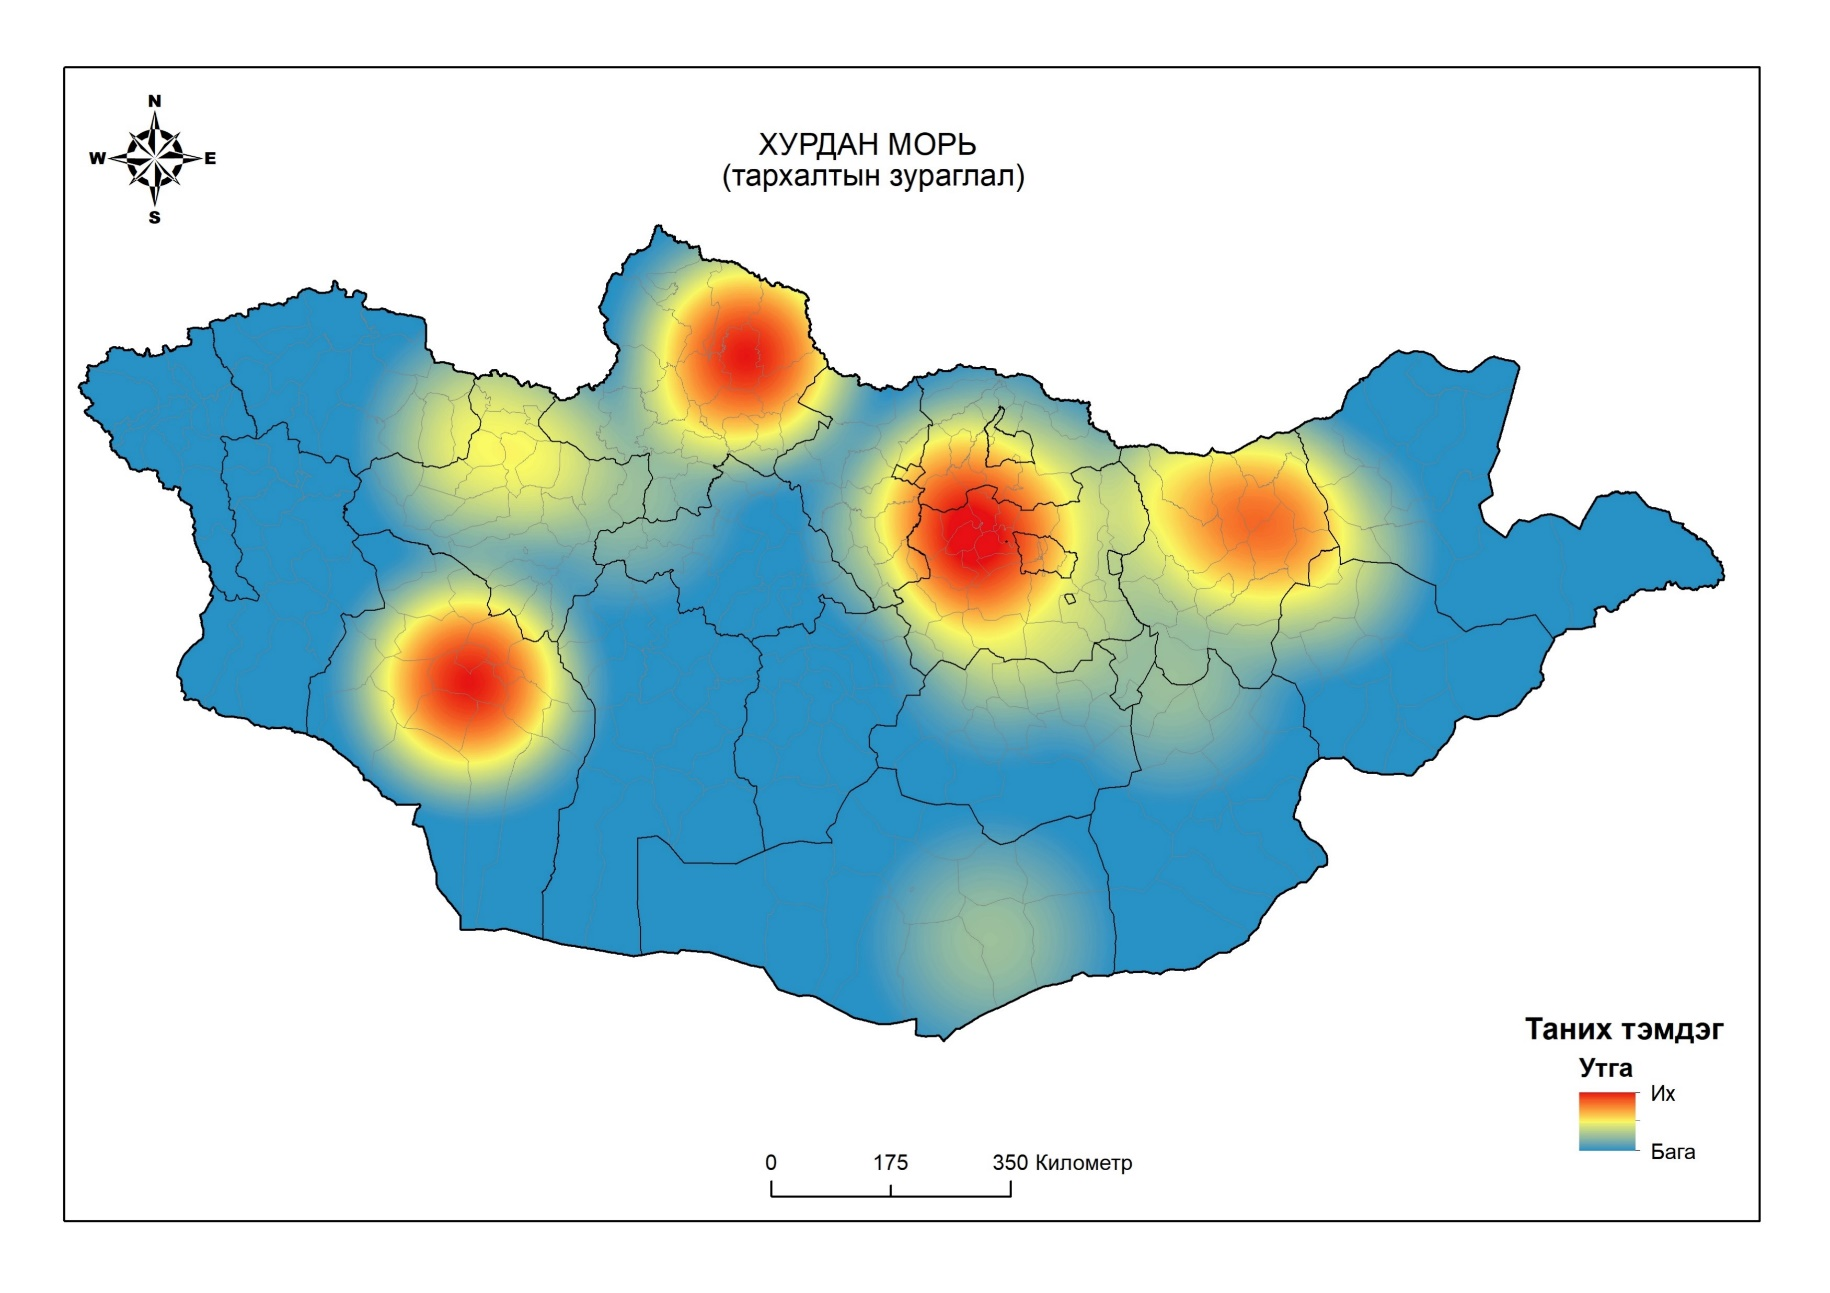 N
W E
S
ХУРДАН МОРЬ
(тархалтын зураглал)
Таних тэмдэг
Утга
Их
Бага
0 175 350 Километр